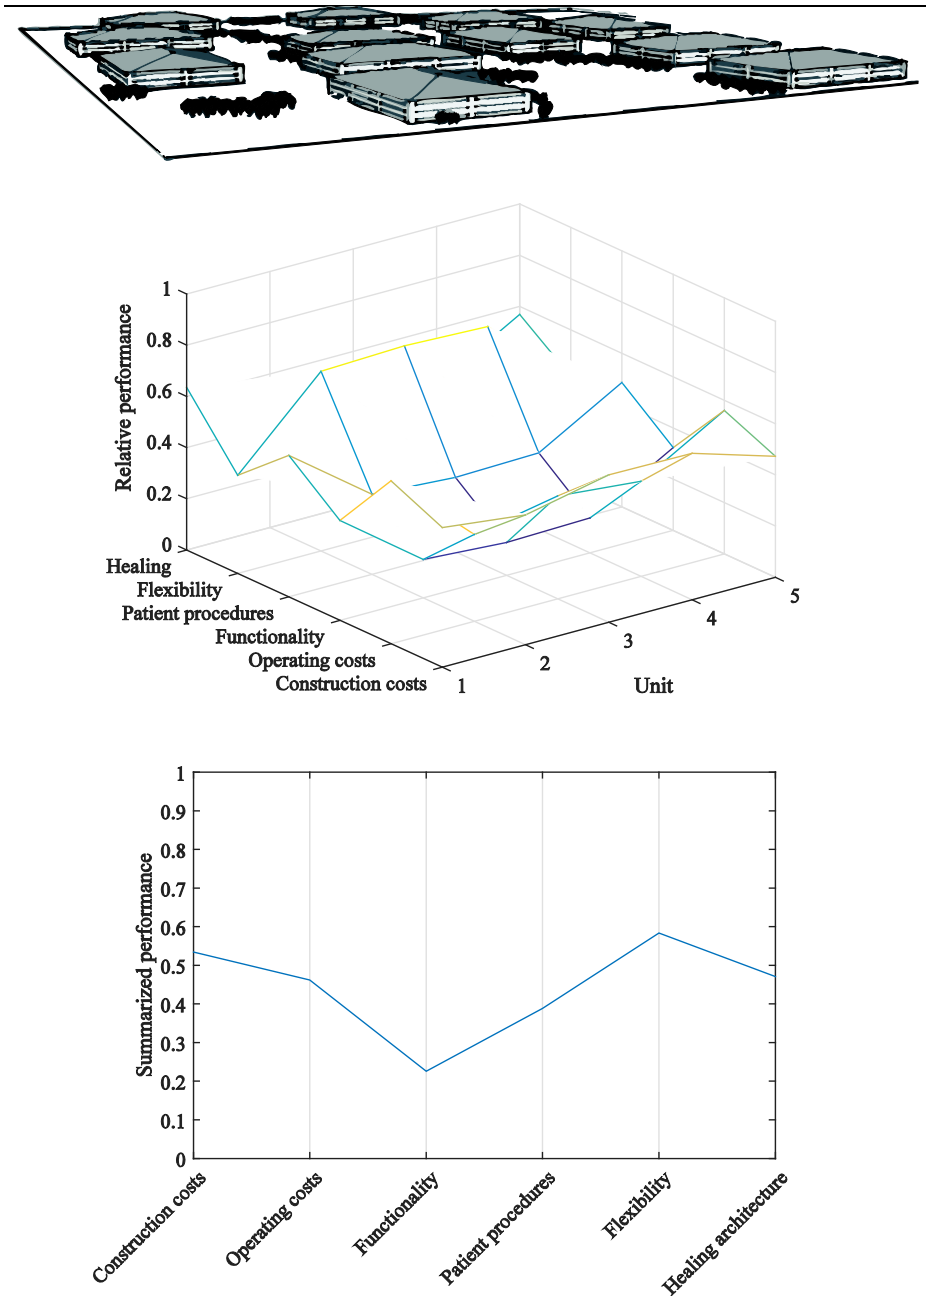 1
0.8
0.6
0.4
0.2
0
Relative performance
Healing
Flexibility
Patient procedures
Functionality
Operating costs
Construction costs
1
2
3
4
5
Unit
1
0.9
0.8
0.7
0.6
0.5
0.4
0.3
0.2
0.1
0
Summarized performance
Construction costs
Operating costs
Functionality
Patient procedures
Flexibility
Healing architecture